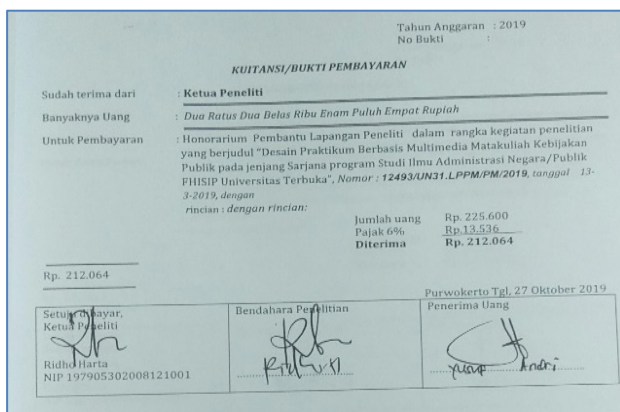 Tahun Anggaran : 2019
No Bukti :
KUITANSI/BUKTI PEMBAYARAN
Sudah terima dari : Ketua Peneliti
Banyaknya Uang : Dua Ratus Dua Belas Ribu Enam Puluh Empat Rupiah
Untuk Pembayaran : Honorarium Pembantu Lapangan Peneliti dalam rangka kegiatan penelitian
yang berjudul "Desain Praktikum Berbasis Multimedia Matakuliah Kebijakan
Publik pada jenjang Sarjana program Studi Ilmu Administrasi Negara/Publik
FHISIP Universitas Terbuka", Nomor : 12493/UN31.LPPM/PM/2019, tanggal 13-
3-2019, dengan
rincian : dengan rincian:
Jumlah uang Rp. 225.600
Pajak 6% Rp.13.536
Diterima Rp. 212.064
Rp. 212.064
Purwokerto Tgl, 27 Oktober 2019
Setuju dibayar,
Ketua Peneliti
Ridho Harta
NIP 197905302008121001
Bendahara Penelitian
Ridho H
Penerima Uang
Yusup Andri